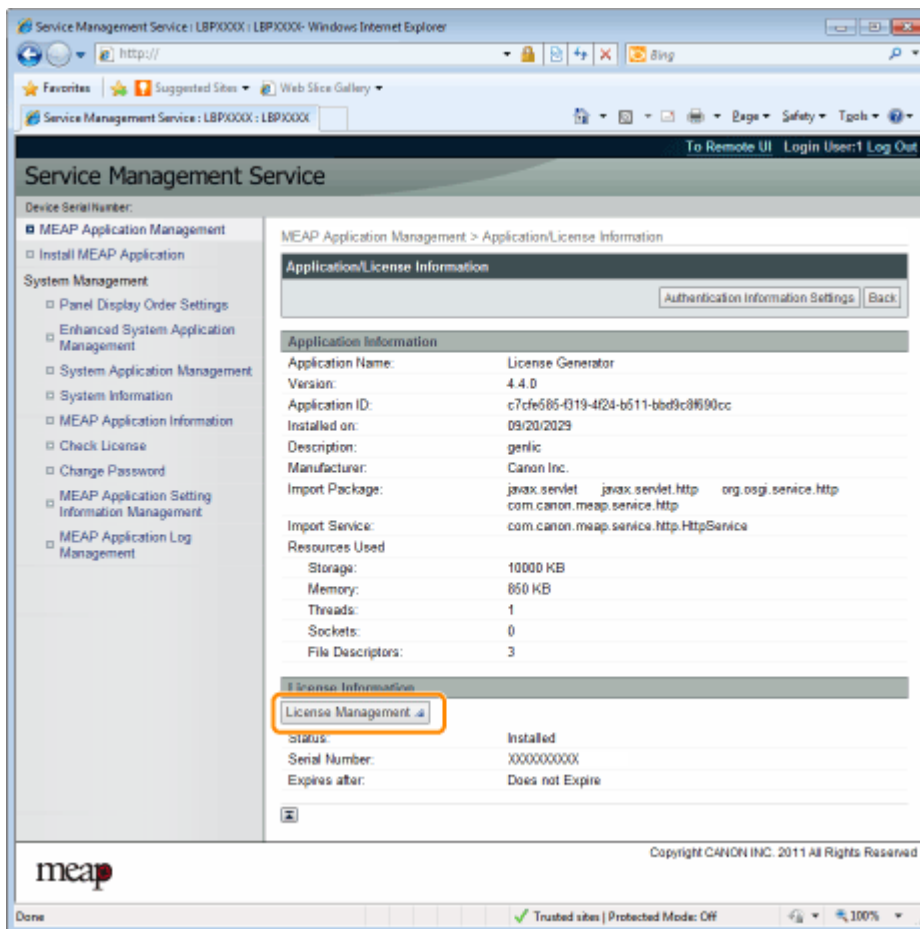 Service Management Service : LBPXXXX : LBPXXXX- Windows Internet Explorer
http://
Bing
Favorites Suggested Sites Web Slice Gallery
Service Management Service : LBPXXXX : LBPXXXX
Page Safety Tools
To Remote UI Login User:1 Log Out
Service Management Service
Device Serial Number:
MEAP Application Management
Install MEAP Application
System Management
Panel Display Order Settings
Enhanced System Application
Management
System Application Management
System Information
MEAP Application Information
Check License
Change Password
MEAP Application Setting
Information Management
MEAP Application Log
Management
MEAP Application Management > Application/License Information
Application/License Information
Authentication Information Settings Back
Application Information
Application Name: License Generator
Version: 4.4.0
Application ID: c7cfe585-f319-4f24-b511-bbd9c8f690cc
Installed on: 09/20/2029
Description: genlic
Manufacturer: Canon Inc.
Import Package: javax.servlet javax.servlet.http org.osgi.service.http
com.canon.meap.service.http
Import Service: com.canon.meap.service.http.HttpService
Resources Used
Storage: 10000 KB
Memory: 850 KB
Threads: 1
Sockets: 0
File Descriptors: 3
License Information
License Management
Status: Installed
Serial Number: XXXXXXXXXX
Expires after: Does not Expire
Copyright CANON INC. 2011 All Rights Reserved
meap
Done Trusted sites | Protected Mode: Off 100%